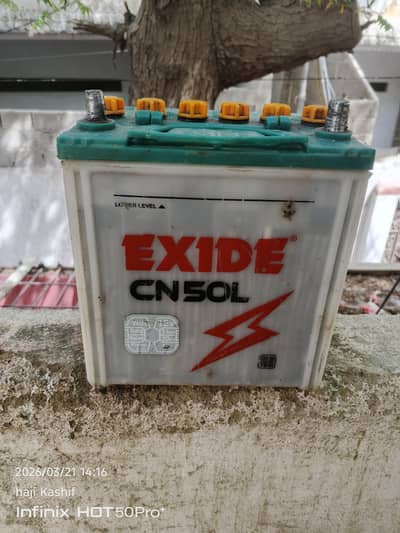 LOWER LEVEL ▲
EXIDE®
CN50L
2026/03/21 14:16
haji Kashif
Infinix HOT50Pro+